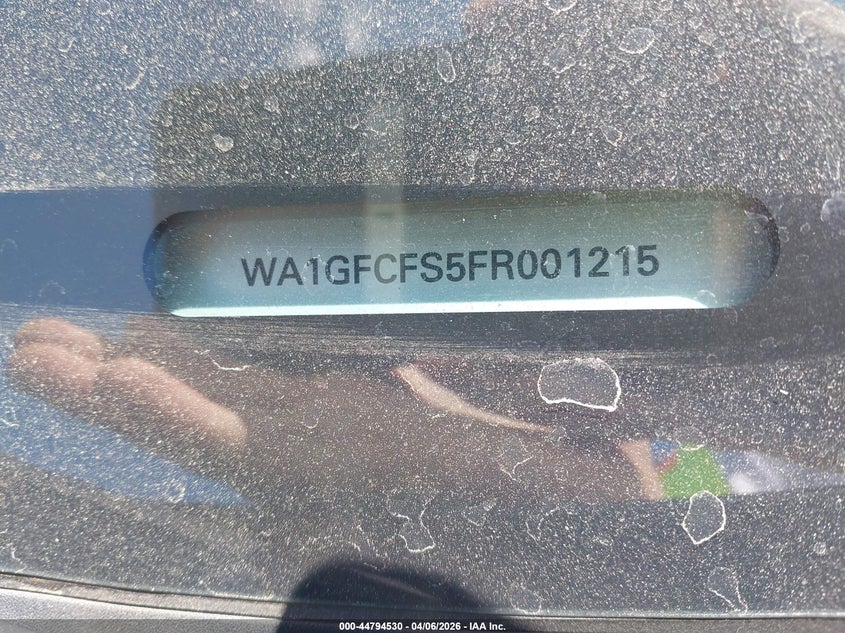 WA1GFCFS5FR001215
000-44794530 - 04/06/2026 - IAA Inc.